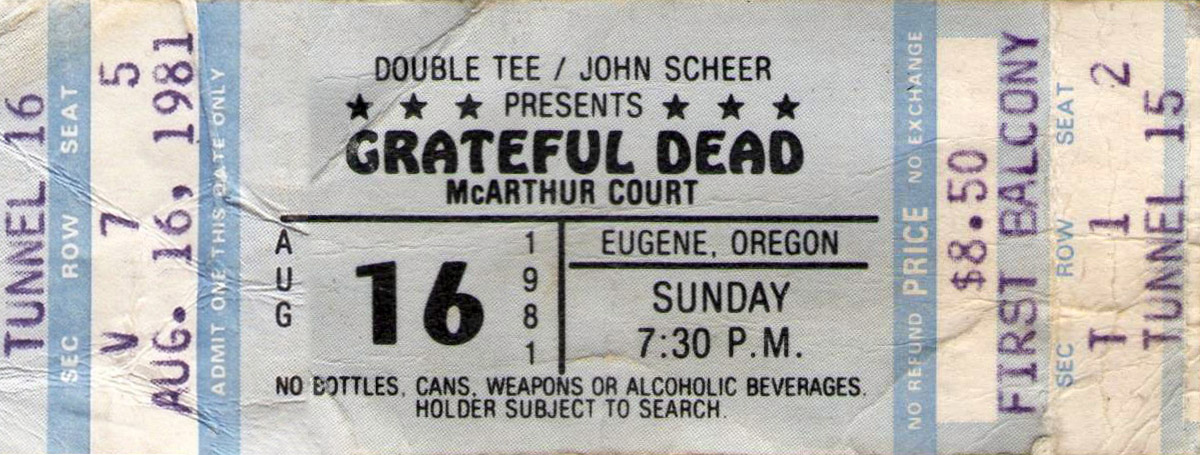 TUNNEL 16
SEC ROW SEAT
V 7 5
AUG. 16, 1981
ADMIT ONE THIS DATE ONLY
DOUBLE TEE / JOHN SCHEER
★ ★ ★ PRESENTS ★ ★ ★
GRATEFUL DEAD
McARTHUR COURT
AUG
16
1981
EUGENE, OREGON
SUNDAY
7:30 P.M.
NO BOTTLES, CANS, WEAPONS OR ALCOHOLIC BEVERAGES.
HOLDER SUBJECT TO SEARCH.
NO REFUND PRICE NO EXCHANGE
$8.50
FIRST BALCONY
SEC ROW SEAT
T 1 2
TUNNEL 15